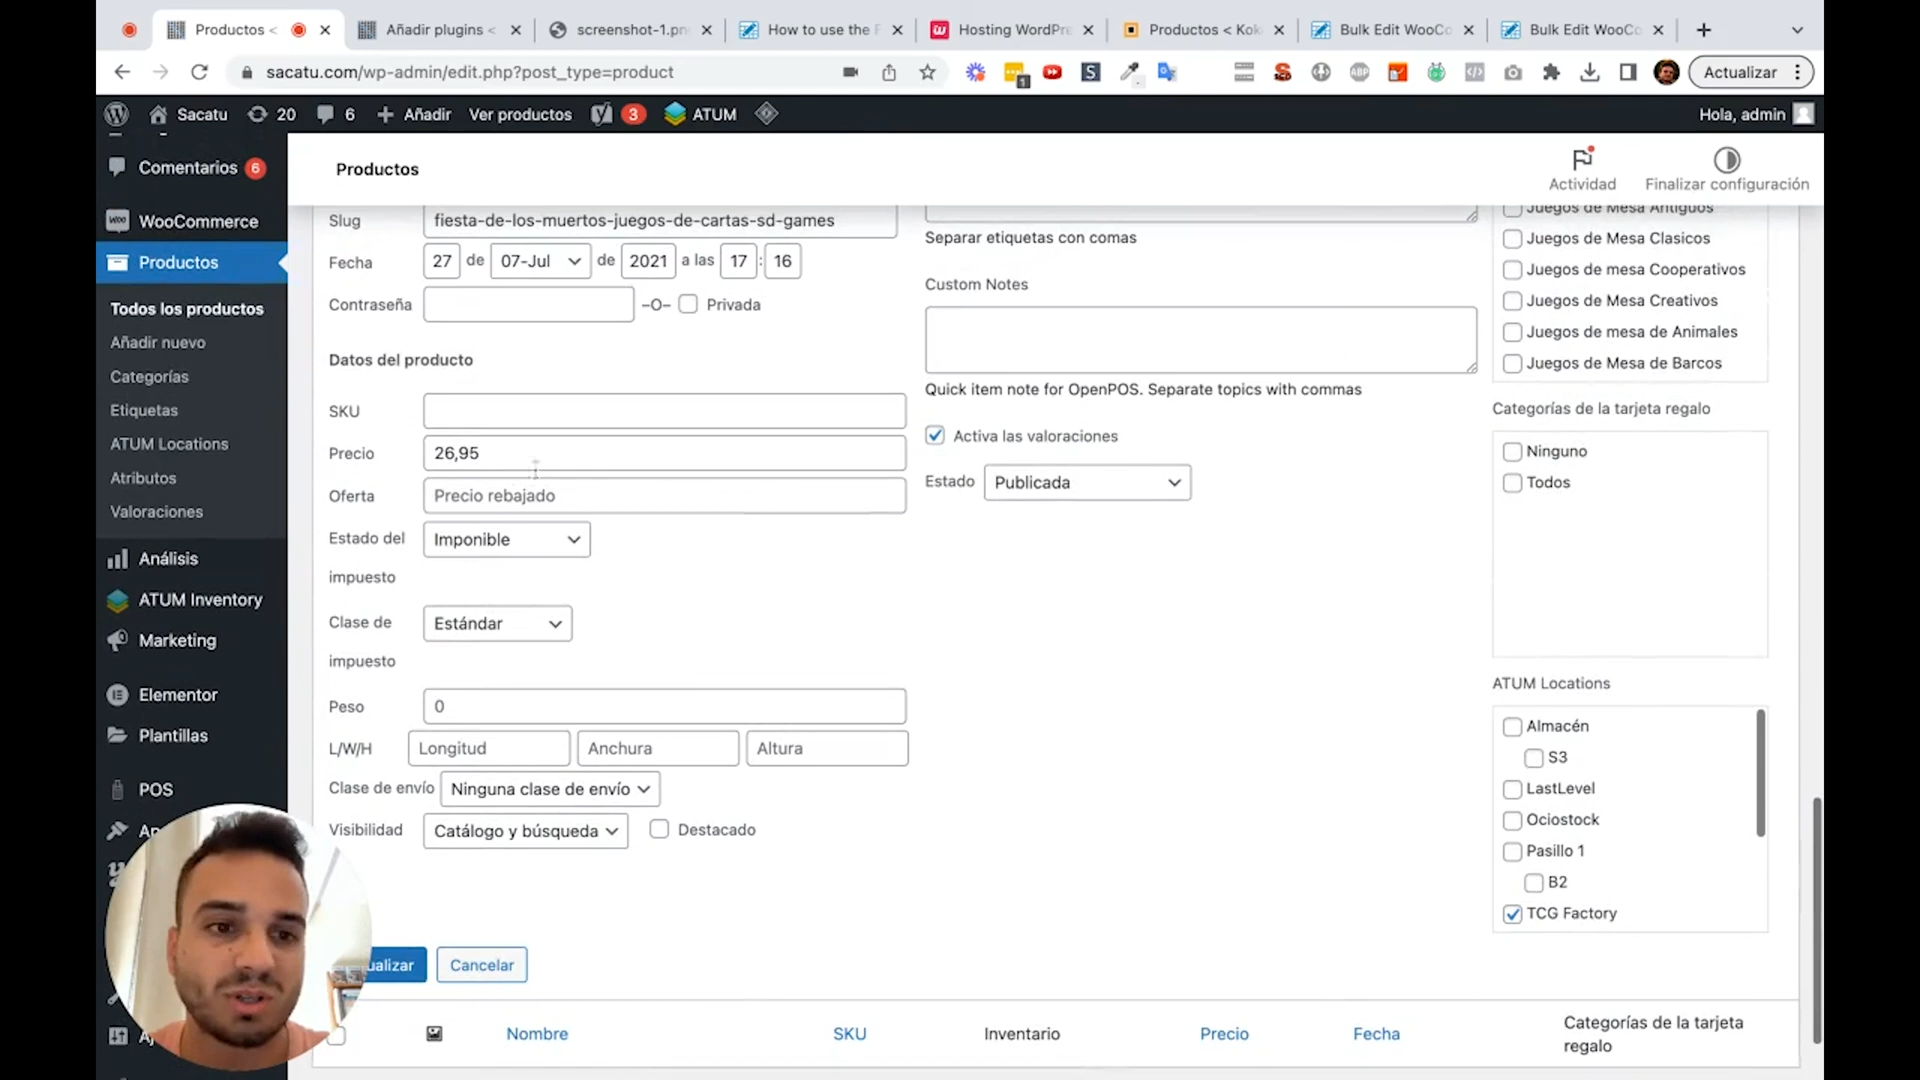 Productos <
Añadir plugins <
screenshot-1.pn
How to use the F
Hosting WordPre
Productos < Kok
Bulk Edit WooCo
Bulk Edit WooCo
sacatu.com/wp-admin/edit.php?post_type=product
S
1
ABP
Actualizar
Sacatu
20
6
Añadir
Ver productos
3
ATUM
Hola, admin
Comentarios 6
WooCommerce
Productos
Todos los productos
Añadir nuevo
Categorías
Etiquetas
ATUM Locations
Atributos
Valoraciones
Análisis
ATUM Inventory
Marketing
Elementor
Plantillas
POS
Productos
Actividad
Finalizar configuración
Slug
fiesta-de-los-muertos-juegos-de-cartas-sd-games
Fecha
27 de 07-Jul de 2021 a las 17 : 16
Contraseña
–O–
Privada
Datos del producto
SKU
Precio
26,95
Oferta
Precio rebajado
Estado del impuesto
Imponible
Clase de impuesto
Estándar
Peso
0
L/W/H
Longitud
Anchura
Altura
Clase de envío
Ninguna clase de envío
Visibilidad
Catálogo y búsqueda
Destacado
ualizar
Cancelar
Separar etiquetas con comas
Custom Notes
Quick item note for OpenPOS. Separate topics with commas
Activa las valoraciones
Estado
Publicada
Juegos de Mesa Antiguos
Juegos de Mesa Clasicos
Juegos de mesa Cooperativos
Juegos de Mesa Creativos
Juegos de mesa de Animales
Juegos de Mesa de Barcos
Categorías de la tarjeta regalo
Ninguno
Todos
ATUM Locations
Almacén
S3
LastLevel
Ociostock
Pasillo 1
B2
TCG Factory
Nombre
SKU
Inventario
Precio
Fecha
Categorías de la tarjeta
regalo